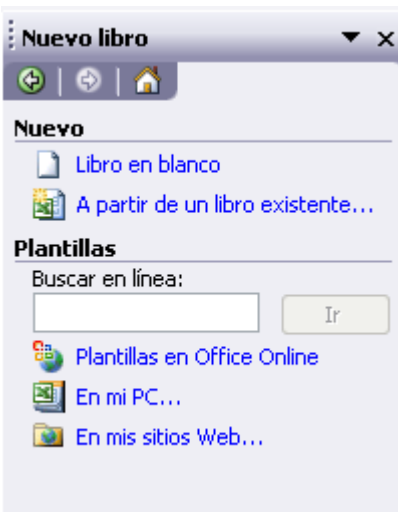 Nuevo libro
Nuevo
Libro en blanco
A partir de un libro existente...
Plantillas
Buscar en línea:
Ir
Plantillas en Office Online
En mi PC...
En mis sitios Web...